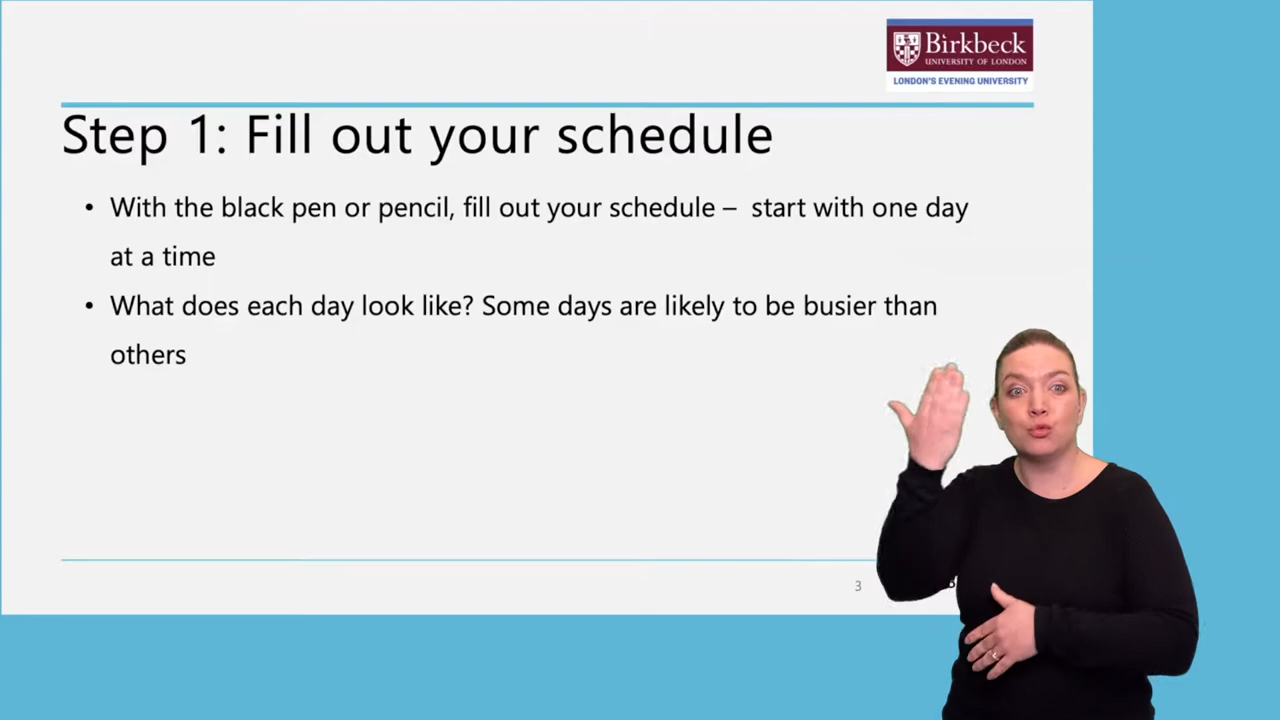 Birkbeck
UNIVERSITY OF LONDON
LONDON'S EVENING UNIVERSITY
Step 1: Fill out your schedule
• With the black pen or pencil, fill out your schedule – start with one day
at a time
• What does each day look like? Some days are likely to be busier than
others
3